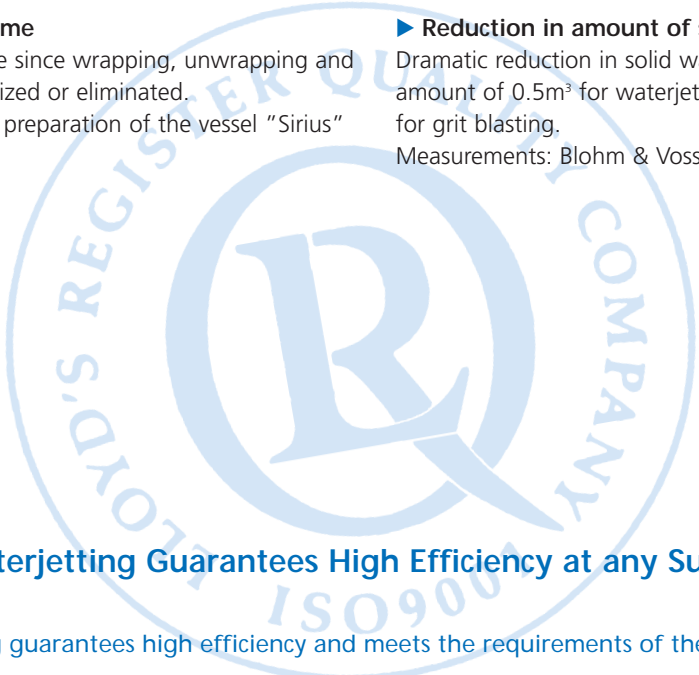 me
e since wrapping, unwrapping and
ized or eliminated.
preparation of the vessel "Sirius"
▶ Reduction in amount of s
Dramatic reduction in solid w
amount of 0.5m³ for waterjet
for grit blasting.
Measurements: Blohm & Voss
LLOYD'S REGISTER QUALITY COMPANY
LRQ
ISO9001
terjetting Guarantees High Efficiency at any Su
g guarantees high efficiency and meets the requirements of the